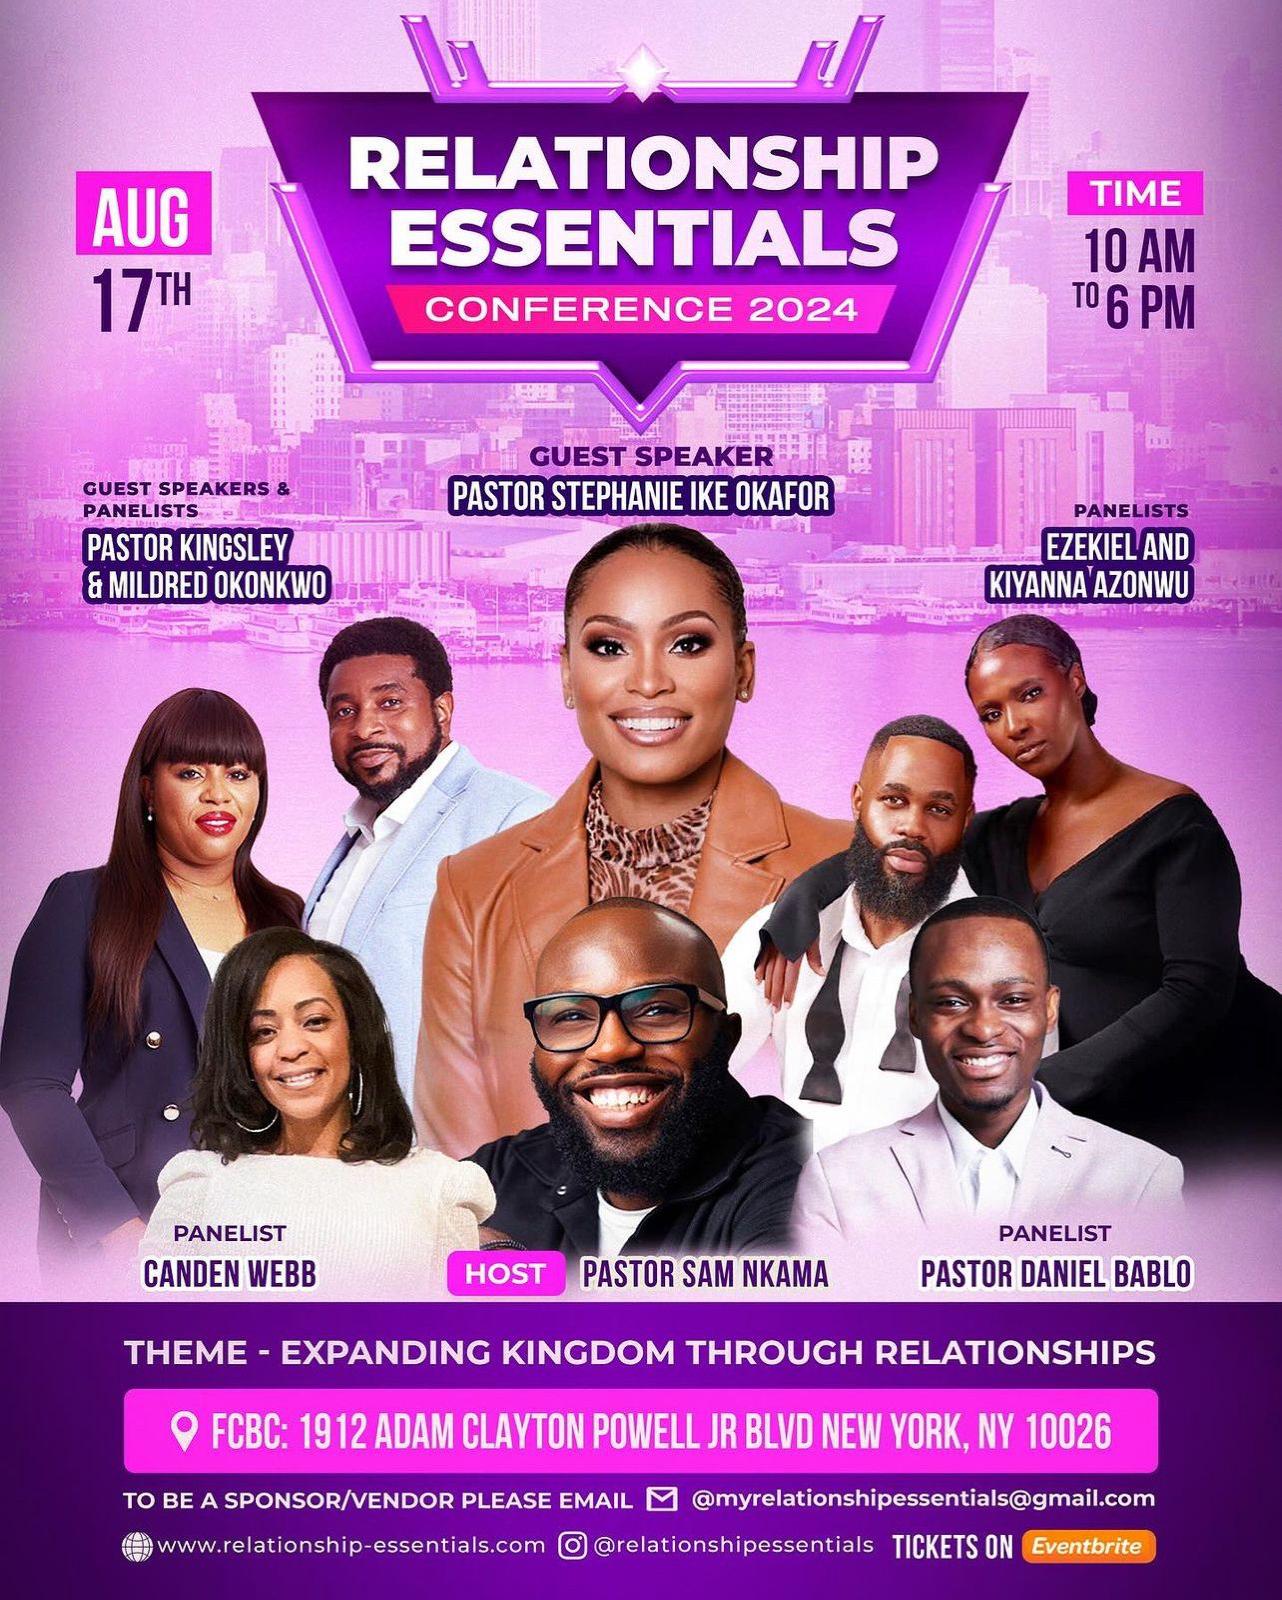 RELATIONSHIP
ESSENTIALS
CONFERENCE 2024
AUG
17TH
TIME
10 AM
TO 6 PM
GUEST SPEAKER
PASTOR STEPHANIE IKE OKAFOR
GUEST SPEAKERS &
PANELISTS
PASTOR KINGSLEY
& MILDRED OKONKWO
PANELISTS
EZEKIEL AND
KIYANNA AZONWU
PANELIST
CANDEN WEBB
HOST PASTOR SAM NKAMA
PANELIST
PASTOR DANIEL BABLO
THEME - EXPANDING KINGDOM THROUGH RELATIONSHIPS
FCBC: 1912 ADAM CLAYTON POWELL JR BLVD NEW YORK, NY 10026
TO BE A SPONSOR/VENDOR PLEASE EMAIL @myrelationshipessentials@gmail.com
www.relationship-essentials.com @relationshipessentials TICKETS ON Eventbrite